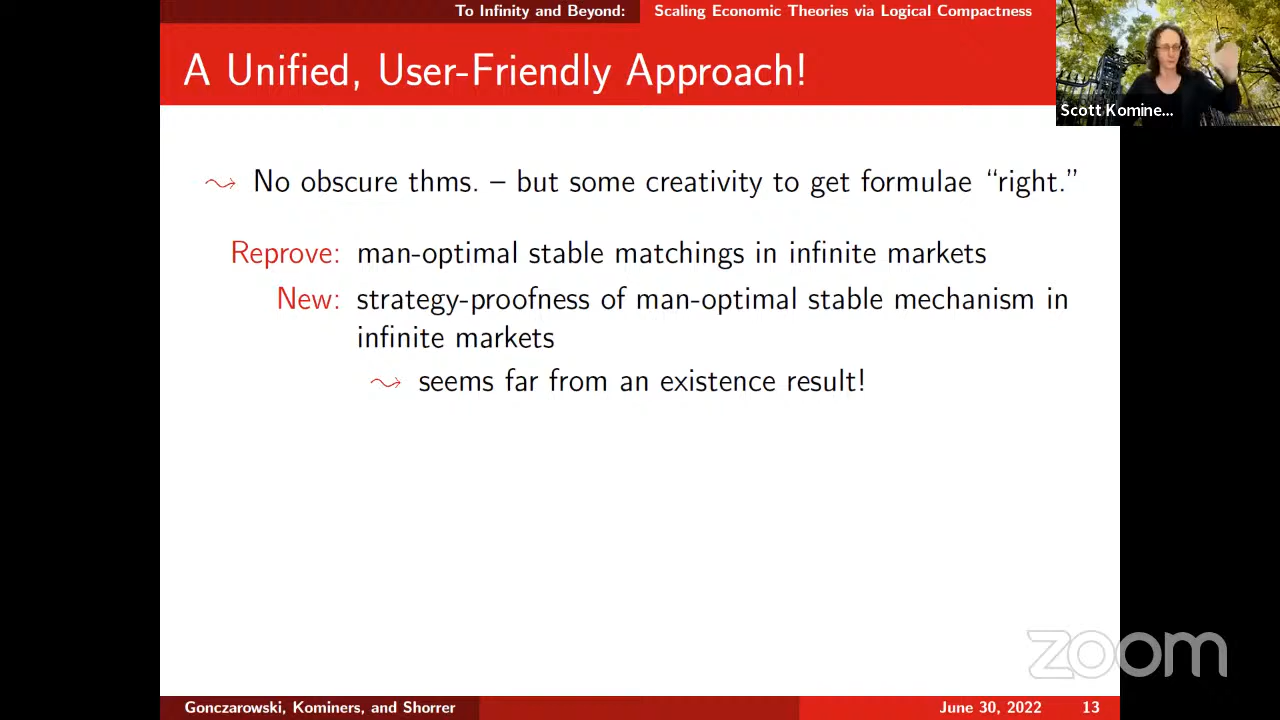 To Infinity and Beyond: Scaling Economic Theories via Logical Compactness
A Unified, User-Friendly Approach!
Scott Komine...
⇝ No obscure thms. – but some creativity to get formulae “right.”
Reprove: man-optimal stable matchings in infinite markets
New: strategy-proofness of man-optimal stable mechanism in
infinite markets
⇝ seems far from an existence result!
zoom
Gonczarowski, Kominers, and Shorrer June 30, 2022 13